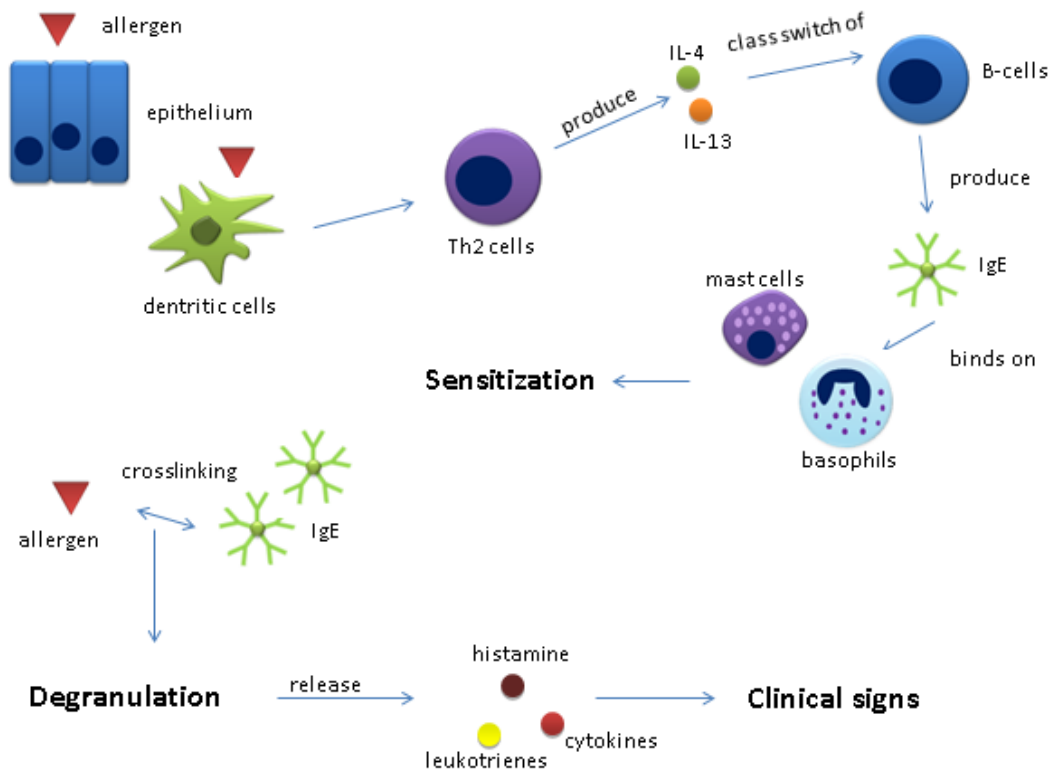 allergen
epithelium
dentritic cells
Th2 cells
produce
IL-4
IL-13
class switch of
B-cells
produce
IgE
binds on
mast cells
basophils
Sensitization
crosslinking
allergen
IgE
Degranulation
release
histamine
cytokines
leukotrienes
Clinical signs